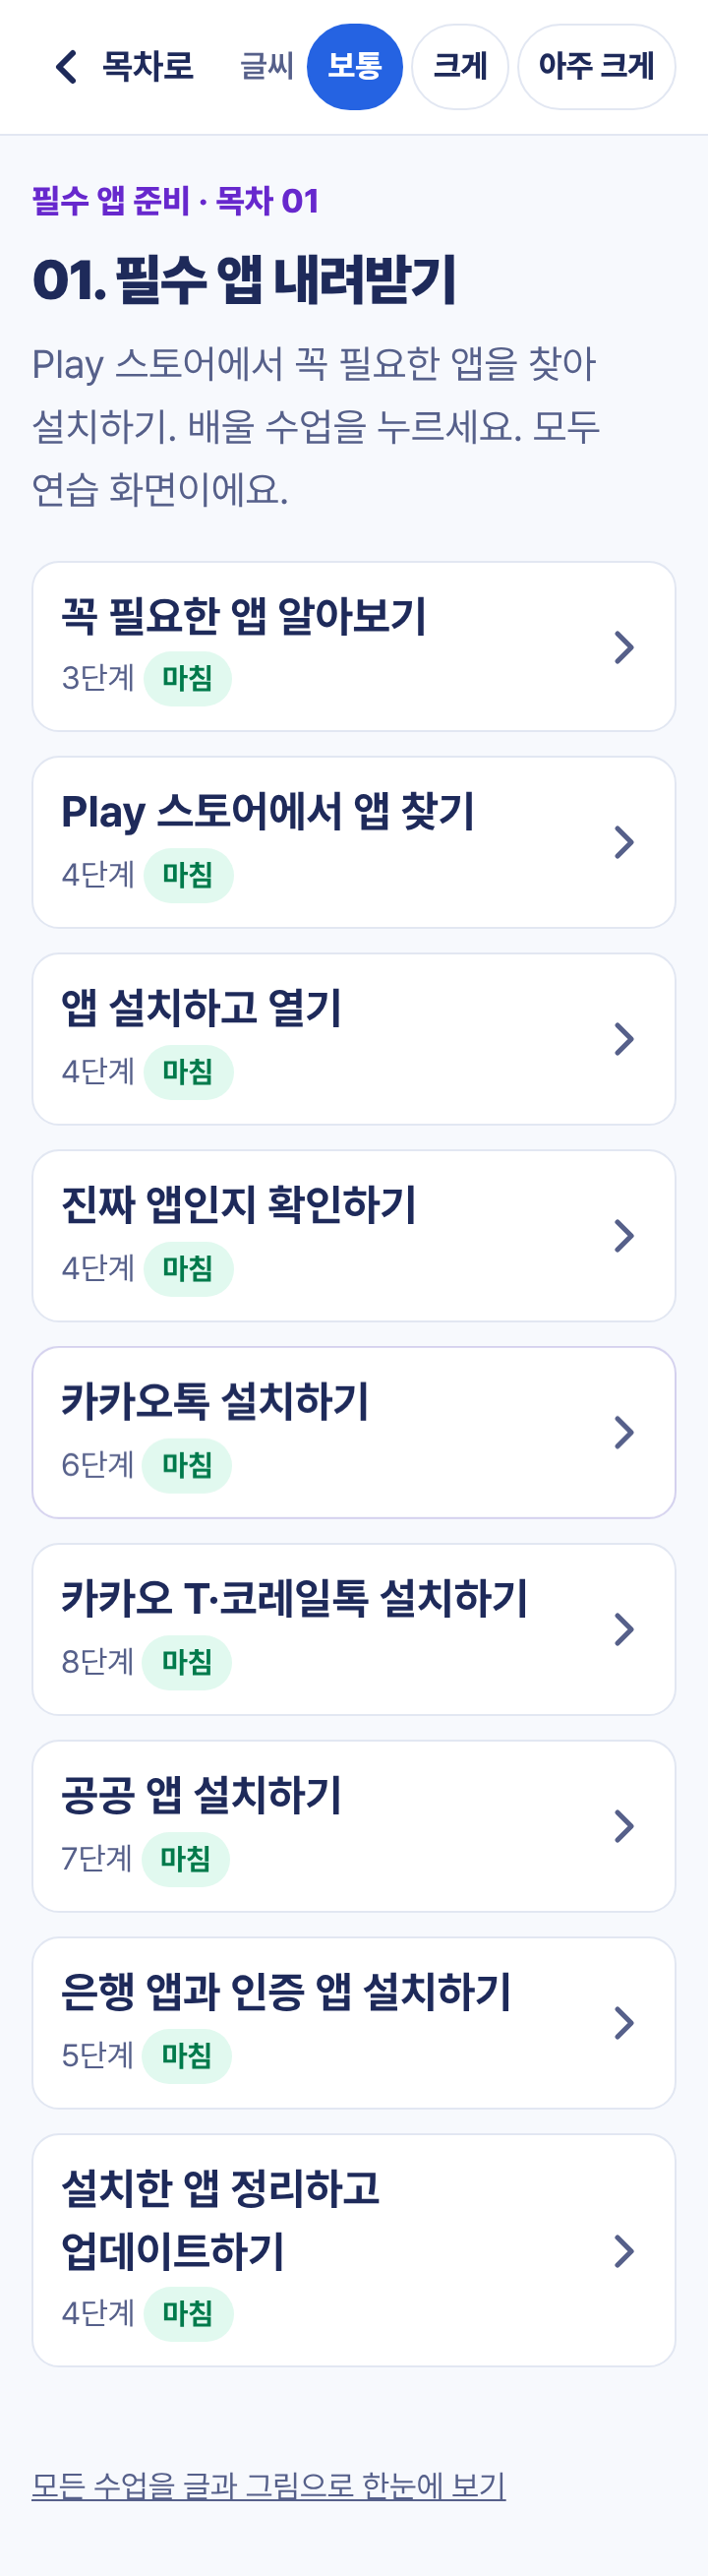 목차로 글씨 보통 크게 아주 크게
필수 앱 준비 · 목차 01
01. 필수 앱 내려받기
Play 스토어에서 꼭 필요한 앱을 찾아
설치하기. 배울 수업을 누르세요. 모두
연습 화면이에요.
꼭 필요한 앱 알아보기
3단계 마침
Play 스토어에서 앱 찾기
4단계 마침
앱 설치하고 열기
4단계 마침
진짜 앱인지 확인하기
4단계 마침
카카오톡 설치하기
6단계 마침
카카오 T·코레일톡 설치하기
8단계 마침
공공 앱 설치하기
7단계 마침
은행 앱과 인증 앱 설치하기
5단계 마침
설치한 앱 정리하고
업데이트하기
4단계 마침
모든 수업을 글과 그림으로 한눈에 보기